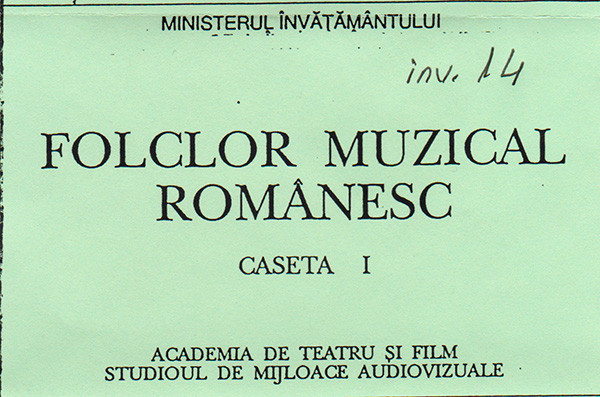 MINISTERUL ÎNVĂȚĂMÂNTULUI
inv. 14
FOLCLOR MUZICAL
ROMÂNESC
CASETA I
ACADEMIA DE TEATRU ȘI FILM
STUDIOUL DE MIJLOACE AUDIOVIZUALE